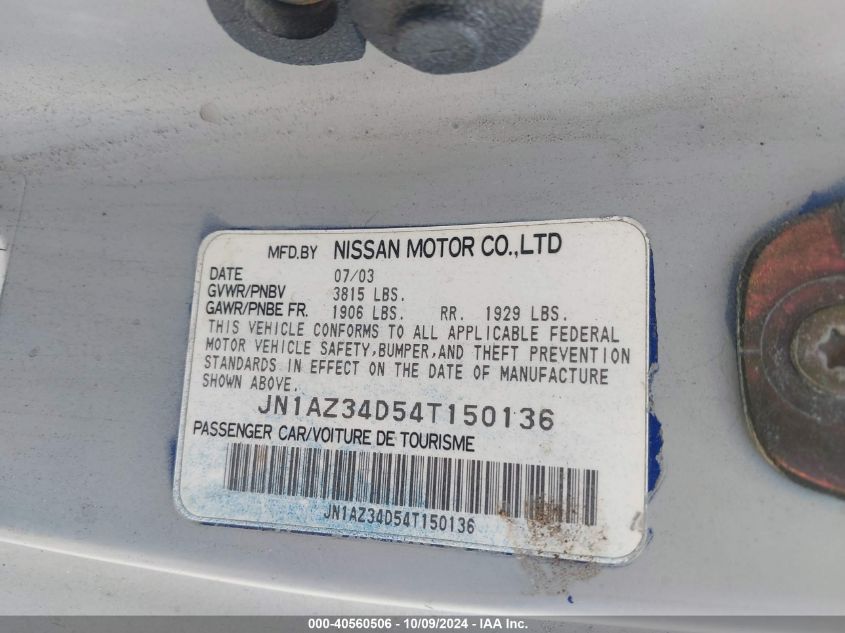 MFD.BY NISSAN MOTOR CO.,LTD
DATE 07/03
GVWR/PNBV 3815 LBS.
GAWR/PNBE FR. 1906 LBS. RR. 1929 LBS.
THIS VEHICLE CONFORMS TO ALL APPLICABLE FEDERAL
MOTOR VEHICLE SAFETY,BUMPER,AND THEFT PREVENTION
STANDARDS IN EFFECT ON THE DATE OF MANUFACTURE
SHOWN ABOVE.
JN1AZ34D54T150136
PASSENGER CAR/VOITURE DE TOURISME
JN1AZ34D54T150136
000-40560506 - 10/09/2024 - IAA Inc.